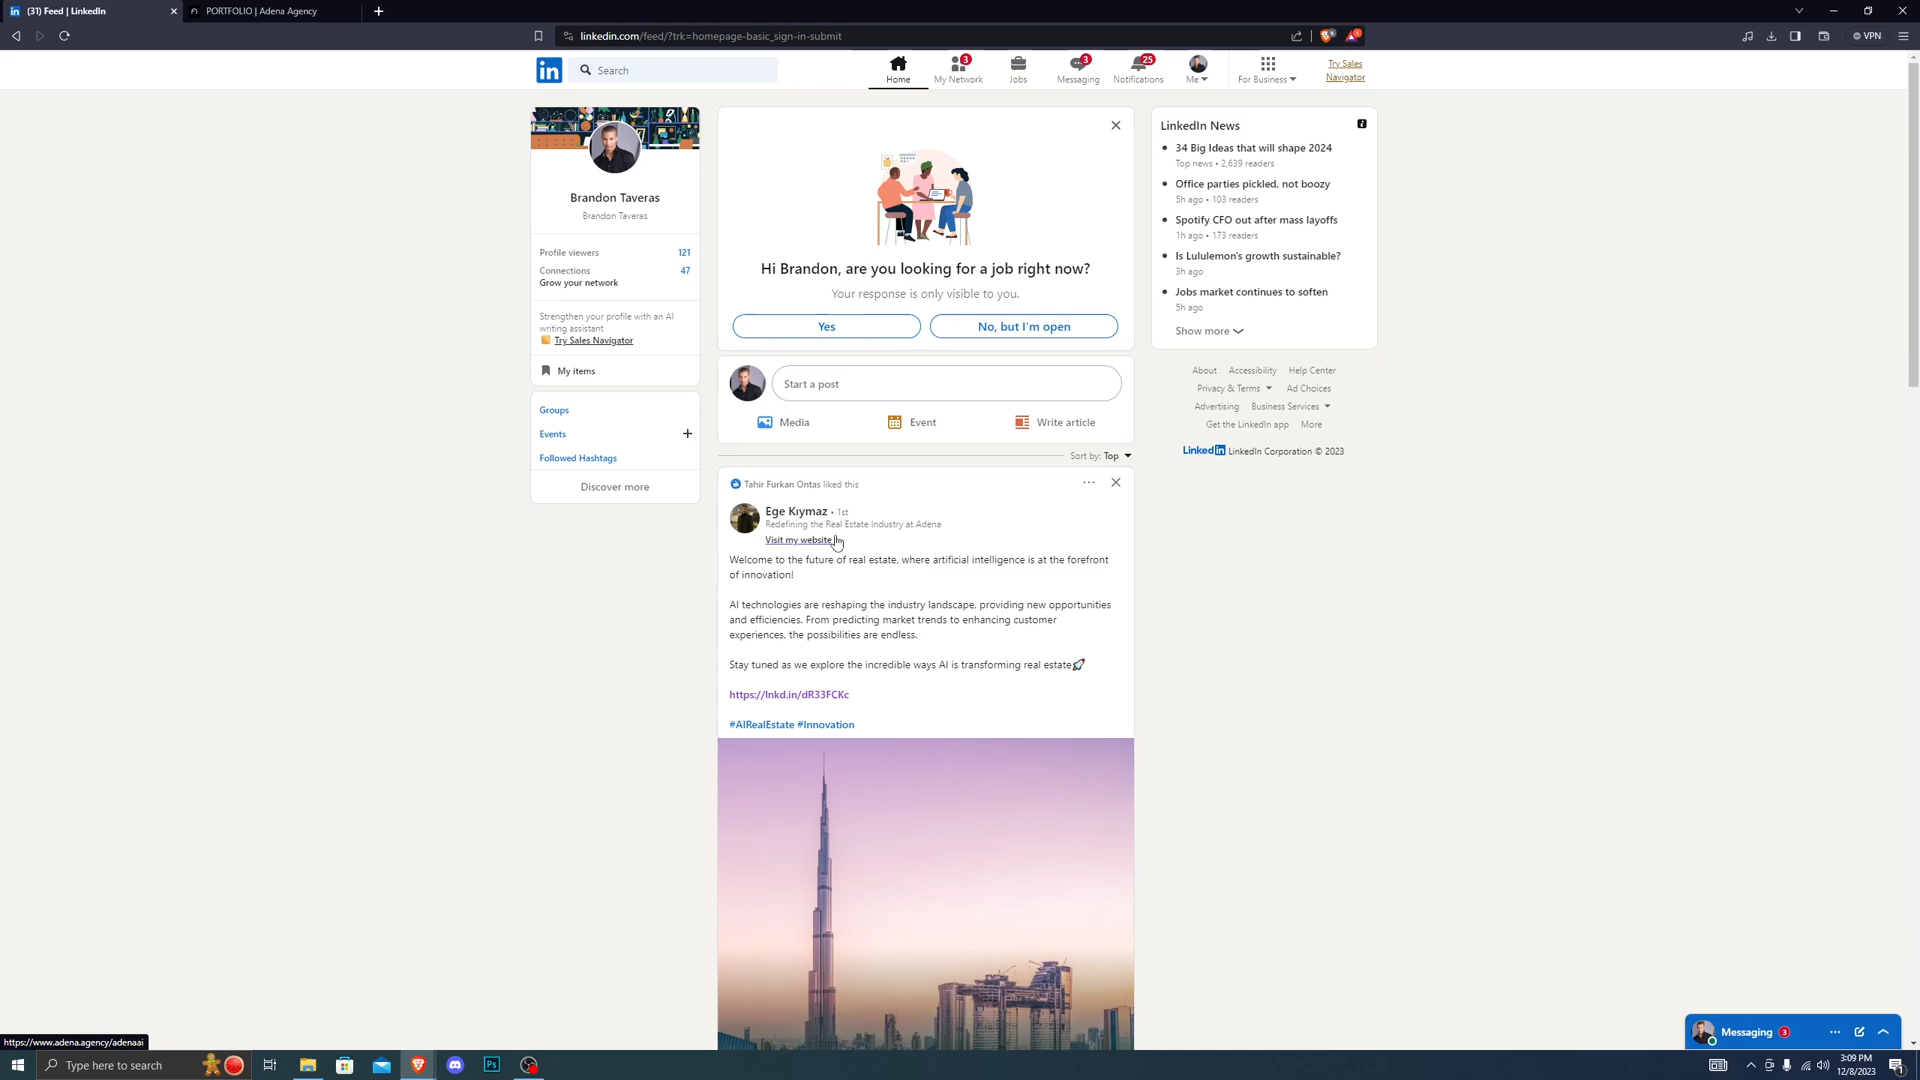 (31) Feed | LinkedIn
PORTFOLIO | Adena Agency
linkedin.com/feed/?trk=homepage-basic_sign-in-submit
VPN
in
Search
Home
3
My Network
Jobs
3
Messaging
25
Notifications
Me
For Business
Try Sales
Navigator
Brandon Taveras
Brandon Taveras
Profile viewers 121
Connections 47
Grow your network
Strengthen your profile with an AI
writing assistant
Try Sales Navigator
My items
Groups
Events
Followed Hashtags
Discover more
Hi Brandon, are you looking for a job right now?
Your response is only visible to you.
Yes
No, but I'm open
Start a post
Media
Event
Write article
Sort by: Top
Tahir Furkan Ontas liked this
Ege Kıymaz • 1st
Redefining the Real Estate Industry at Adena
Visit my website
Welcome to the future of real estate, where artificial intelligence is at the forefront
of innovation!
AI technologies are reshaping the industry landscape, providing new opportunities
and efficiencies. From predicting market trends to enhancing customer
experiences, the possibilities are endless.
Stay tuned as we explore the incredible ways AI is transforming real estate🚀
https://lnkd.in/dR33FCKc
#AIRealEstate #Innovation
LinkedIn News
34 Big Ideas that will shape 2024
Top news • 2,639 readers
Office parties pickled, not boozy
5h ago • 103 readers
Spotify CFO out after mass layoffs
1h ago • 173 readers
Is Lululemon's growth sustainable?
3h ago
Jobs market continues to soften
5h ago
Show more
About Accessibility Help Center
Privacy & Terms Ad Choices
Advertising Business Services
Get the LinkedIn app More
LinkedIn LinkedIn Corporation © 2023
Messaging 3
https://www.adena.agency/adenaai
Type here to search
Ps
3:09 PM
12/8/2023